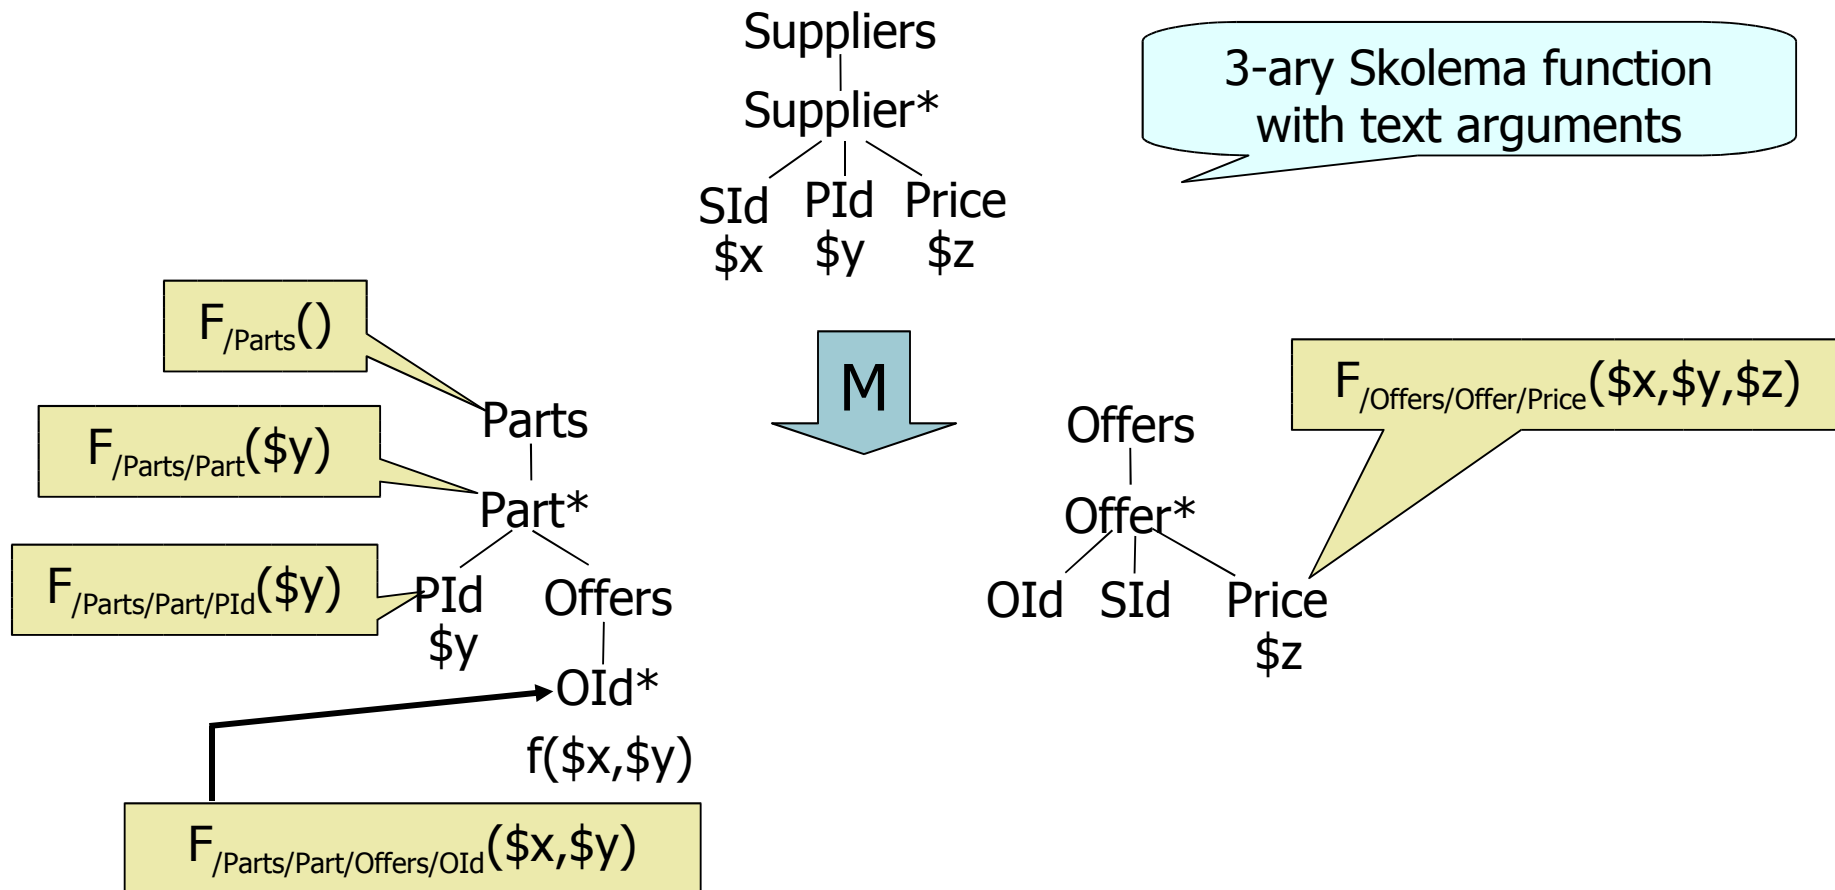 Suppliers
3-ary Skolema function
with text arguments
Supplier*
SId PId Price
$x $y $z
F/Parts()
M
F/Offers/Offer/Price($x,$y,$z)
Parts
Offers
F/Parts/Part($y)
Part*
Offer*
F/Parts/Part/PId($y)
PId Offers
OId SId Price
$y
$z
OId*
f($x,$y)
F/Parts/Part/Offers/OId($x,$y)